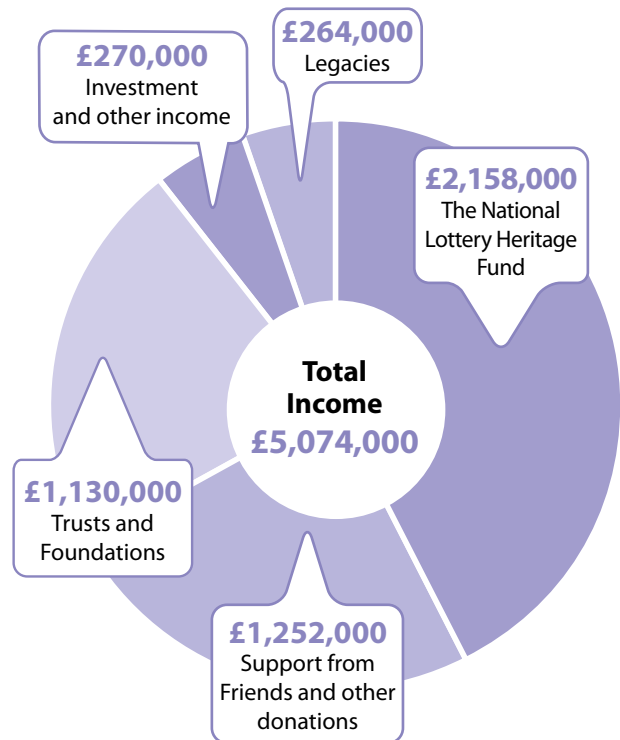 £264,000
Legacies
£270,000
Investment
and other income
£2,158,000
The National
Lottery Heritage
Fund
Total
Income
£5,074,000
£1,130,000
Trusts and
Foundations
£1,252,000
Support from
Friends and other
donations